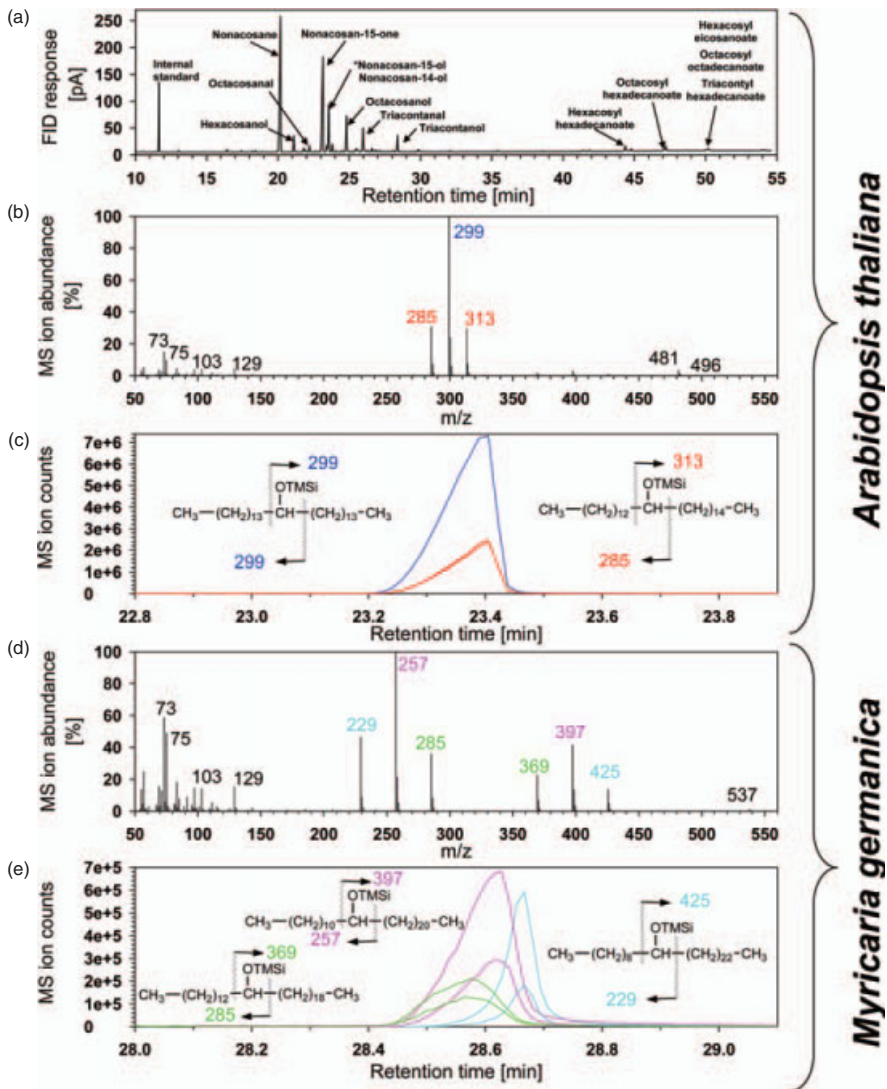 (a)
FID response
[pA]
250
200
150
100
50
0
Internal
standard
Nonacosane
Octacosanal
Hexacosanol
Nonacosan-15-one
*Nonacosan-15-ol
Nonacosan-14-ol
Octacosanol
Triacontanal
Triacontanol
Hexacosyl
hexadecanoate
Octacosyl
hexadecanoate
Hexacosyl
eicosanoate
Octacosyl
octadecanoate
Triacontyl
hexadecanoate
10 15 20 25 30 35 40 45 50 55
Retention time [min]
(b)
MS ion abundance
[%]
100
80
60
40
20
0
73
75
103
129
285
299
313
481
496
50 100 150 200 250 300 350 400 450 500 550
m/z
(c)
MS ion counts
7e+6
6e+6
5e+6
4e+6
3e+6
2e+6
1e+6
0
299
OTMSi
CH3—(CH2)13—CH—(CH2)13—CH3
299
313
OTMSi
CH3—(CH2)12—CH—(CH2)14—CH3
285
22.8 23.0 23.2 23.4 23.6 23.8
Retention time [min]
Arabidopsis thaliana
(d)
MS ion abundance
[%]
100
80
60
40
20
0
73
75
103
129
229
257
285
369
397
425
537
50 100 150 200 250 300 350 400 450 500 550
m/z
(e)
MS ion counts
7e+5
6e+5
5e+5
4e+5
3e+5
2e+5
1e+5
0
397
OTMSi
CH3—(CH2)10—CH—(CH2)20—CH3
257
369
OTMSi
CH3—(CH2)12—CH—(CH2)18—CH3
285
425
OTMSi
CH3—(CH2)8—CH—(CH2)22—CH3
229
28.0 28.2 28.4 28.6 28.8 29.0
Retention time [min]
Myricaria germanica